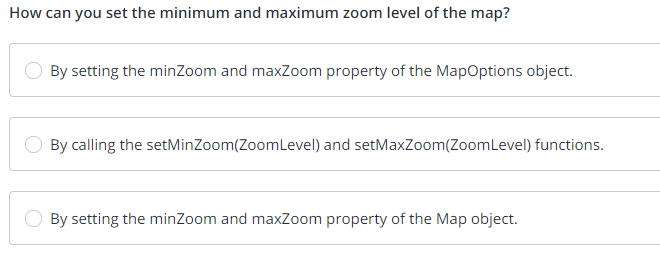 How can you set the minimum and maximum zoom level of the map?
By setting the minZoom and maxZoom property of the MapOptions object.
By calling the setMinZoom(ZoomLevel) and setMaxZoom(ZoomLevel) functions.
By setting the minZoom and maxZoom property of the Map object.